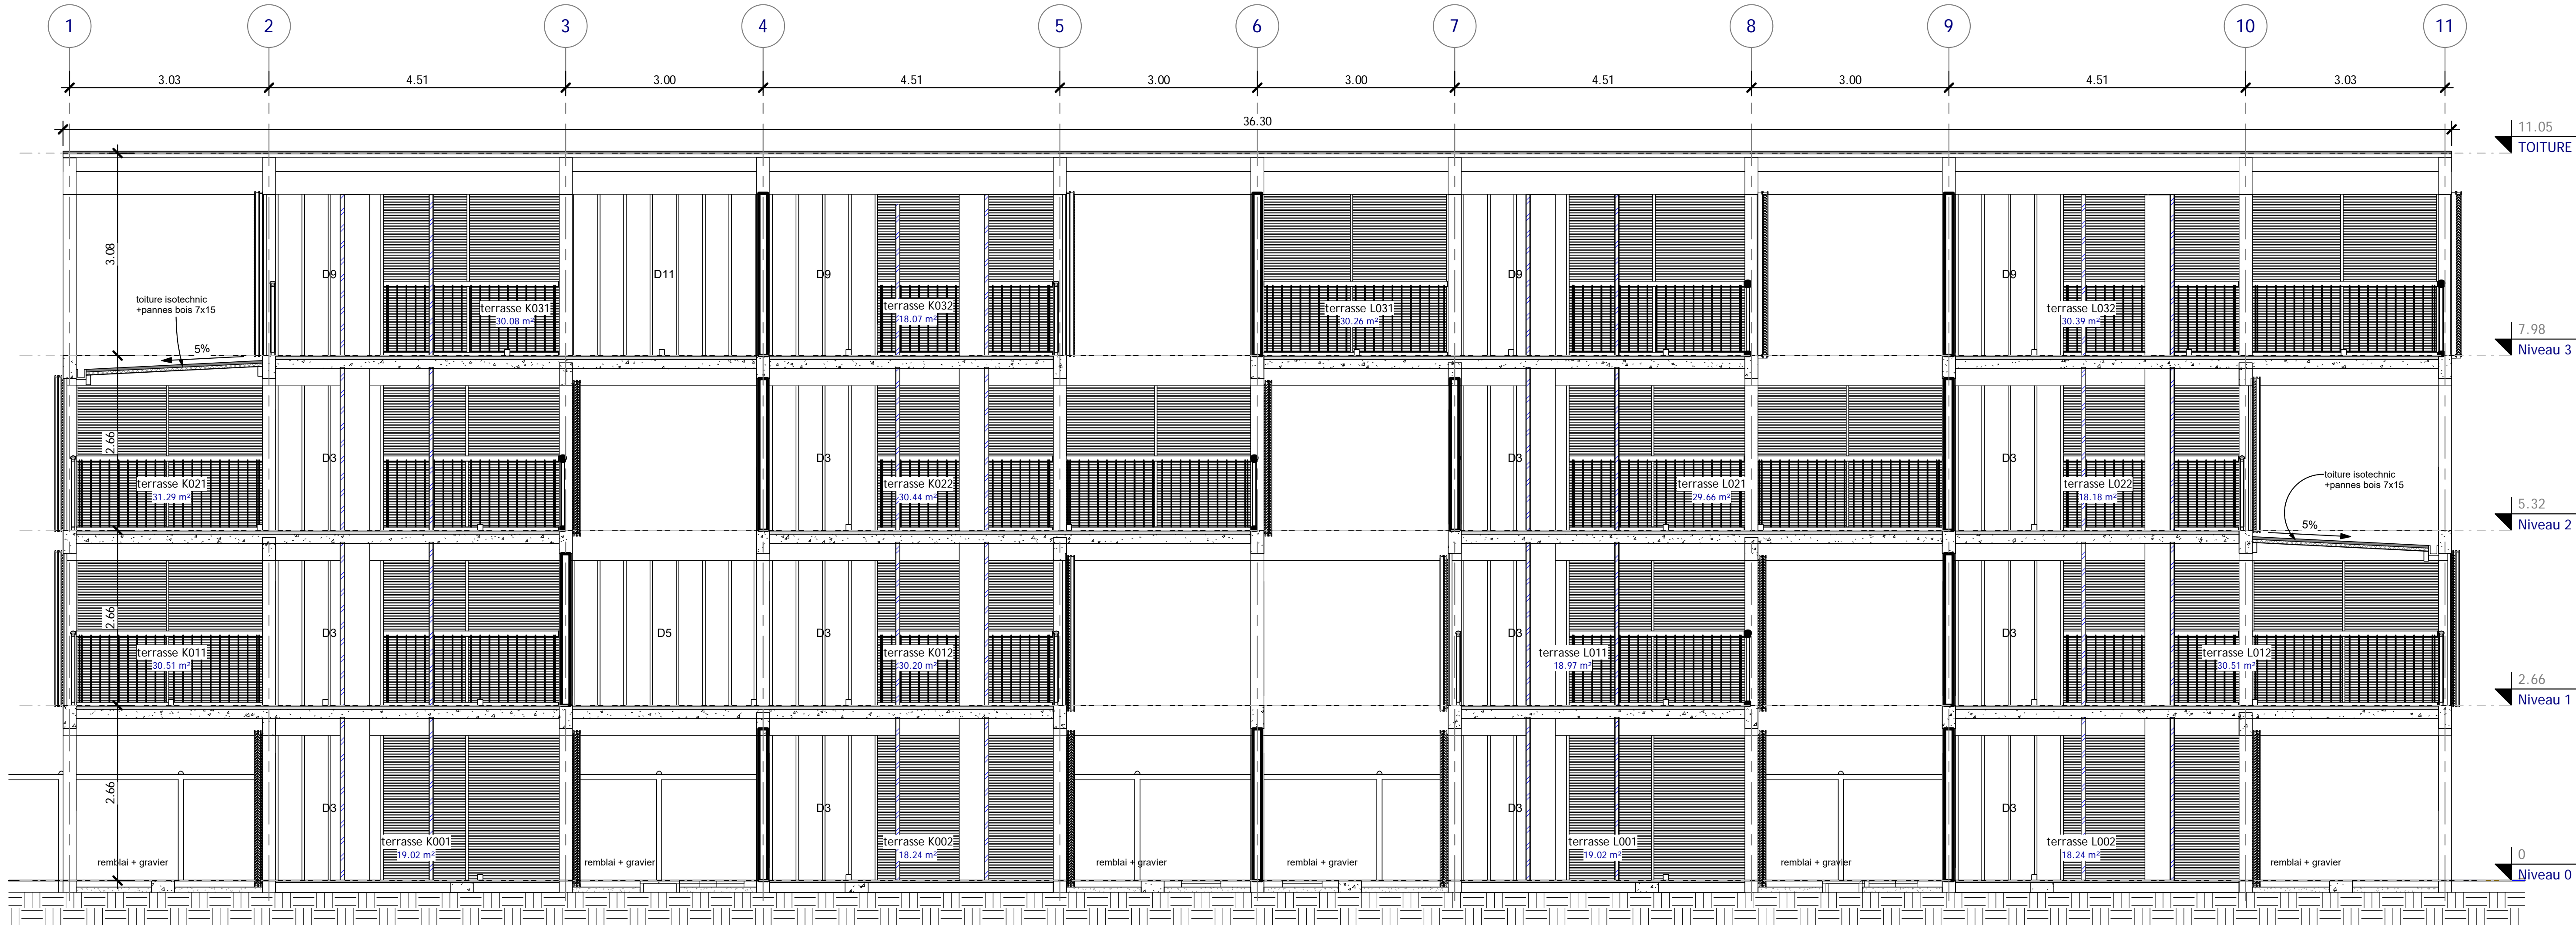 1 2 3 4 5 6 7 8 9 10 11
3.03 4.51 3.00 4.51 3.00 3.00 4.51 3.00 4.51 3.03
36.30
11.05
TOITURE
3.08
D9 D11 D9 D9 D9
toiture isotechnic
+pannes bois 7x15
5%
terrasse K031
30.08 m²
terrasse K032
18.07 m²
terrasse L031
30.26 m²
terrasse L032
30.39 m²
7.98
Niveau 3
2.66
D3 D3 D3 D3
terrasse K021
31.29 m²
terrasse K022
30.44 m²
terrasse L021
29.66 m²
terrasse L022
18.18 m²
toiture isotechnic
+pannes bois 7x15
5%
5.32
Niveau 2
2.66
D3 D5 D3 D3 D3
terrasse K011
30.51 m²
terrasse K012
30.20 m²
terrasse L011
18.97 m²
terrasse L012
30.51 m²
2.66
Niveau 1
2.66
D3 D3 D3 D3
terrasse K001
19.02 m²
terrasse K002
18.24 m²
terrasse L001
19.02 m²
terrasse L002
18.24 m²
remblai + gravier remblai + gravier remblai + gravier remblai + gravier remblai + gravier remblai + gravier
0
Niveau 0